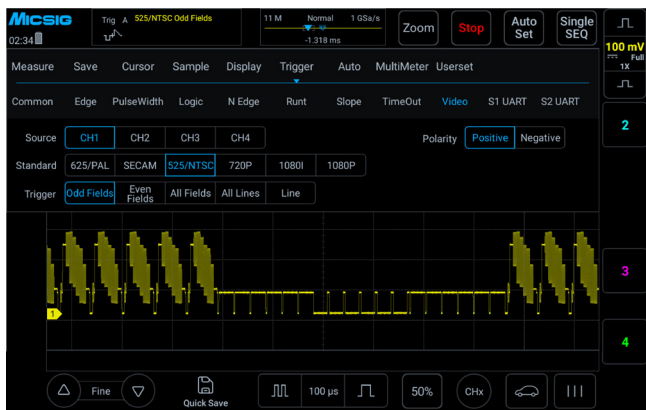 Micsig
Trig A 525/NTSC Odd Fields
11 M Normal 1 GSa/s
-1.318 ms
Zoom
Stop
Auto Set
Single SEQ
02:34
100 mV
Full
1X
Measure Save Cursor Sample Display Trigger Auto MultiMeter Userset
Common Edge PulseWidth Logic N Edge Runt Slope TimeOut Video S1 UART S2 UART
2
Source CH1 CH2 CH3 CH4 Polarity Positive Negative
Standard 625/PAL SECAM 525/NTSC 720P 1080I 1080P
Trigger Odd Fields Even Fields All Fields All Lines Line
3
1
4
Fine
Quick Save
100 μs
50%
CHx